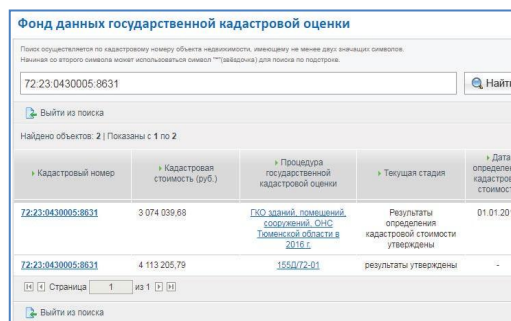 Фонд данных государственной кадастровой оценки
Поиск осуществляется по кадастровому номеру объекта недвижимости, имеющему не менее двух значащих символов.
Начиная со второго символа может использоваться символ "*"(звёздочка) для поиска по подстроке.
72:23:0430005:8631
Найти
Выйти из поиска
Найдено объектов: 2 | Показаны с 1 по 2
Кадастровый номер
Кадастровая
стоимость (руб.)
Процедура
государственной
кадастровой оценки
Текущая стадия
Дата
72:23:0430005:8631
3 074 039,68
ГКО зданий, помещений,
сооружений, ОНС
Тюменской области в
2016 г.
Результаты
определения
кадастровой стоимости
утверждены
01.01.201
72:23:0430005:8631
4 113 205,79
155Д/72-01
результаты утверждены
-
Страница 1 из 1
Выйти из поиска